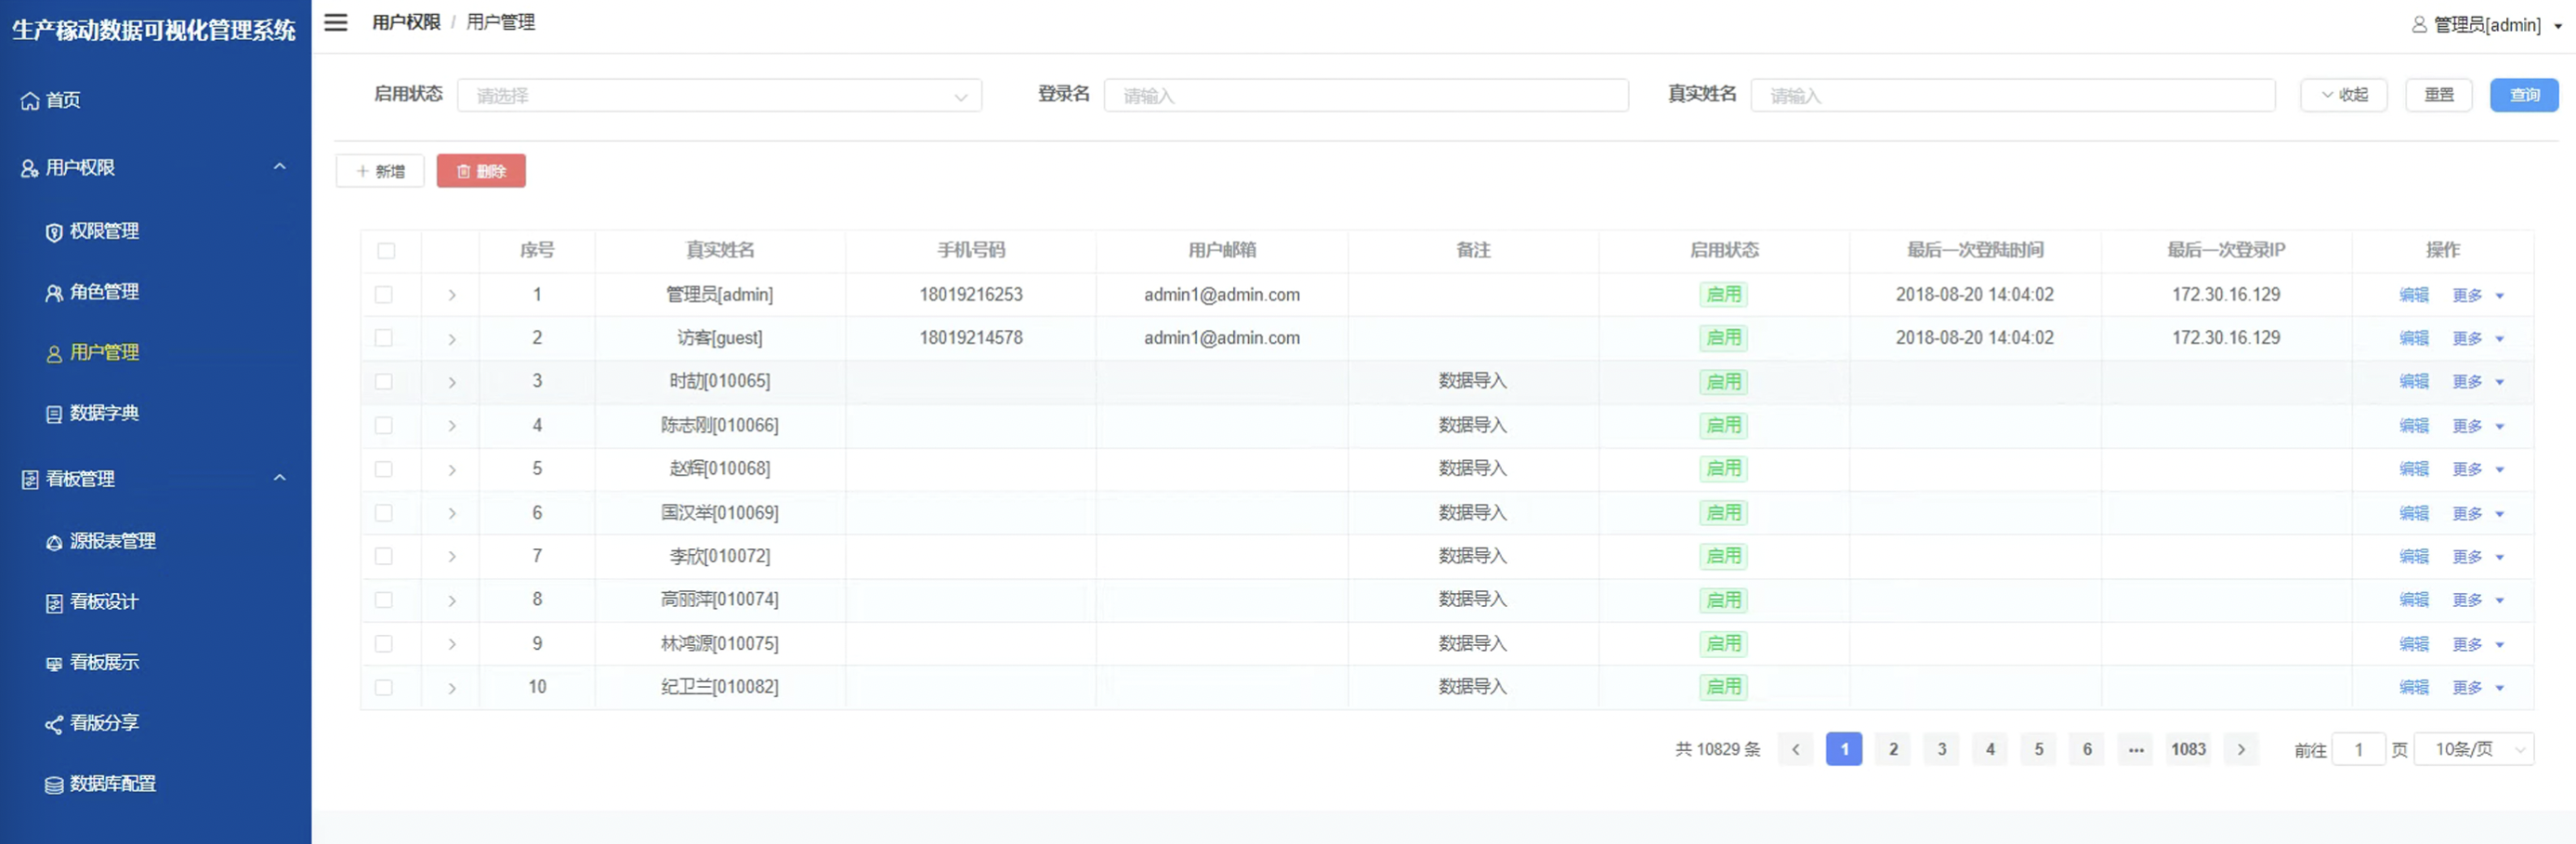 生产稼动数据可视化管理系统
首页
用户权限
权限管理
角色管理
用户管理
数据字典
看板管理
源报表管理
看板设计
看板展示
看版分享
数据库配置
用户权限 / 用户管理
管理员[admin]
启用状态 请选择 登录名 请输入 真实姓名 请输入 收起 重置 查询
新增 删除
序号 真实姓名 手机号码 用户邮箱 备注 启用状态 最后一次登陆时间 最后一次登录IP 操作
1 管理员[admin] 18019216253 admin1@admin.com 启用 2018-08-20 14:04:02 172.30.16.129 编辑 更多
2 访客[guest] 18019214578 admin1@admin.com 启用 2018-08-20 14:04:02 172.30.16.129 编辑 更多
3 时劼[010065] 数据导入 启用 编辑 更多
4 陈志刚[010066] 数据导入 启用 编辑 更多
5 赵辉[010068] 数据导入 启用 编辑 更多
6 国汉举[010069] 数据导入 启用 编辑 更多
7 李欣[010072] 数据导入 启用 编辑 更多
8 高丽萍[010074] 数据导入 启用 编辑 更多
9 林鸿源[010075] 数据导入 启用 编辑 更多
10 纪卫兰[010082] 数据导入 启用 编辑 更多
共 10829 条 1 2 3 4 5 6 ••• 1083 前往 1 页 10条/页